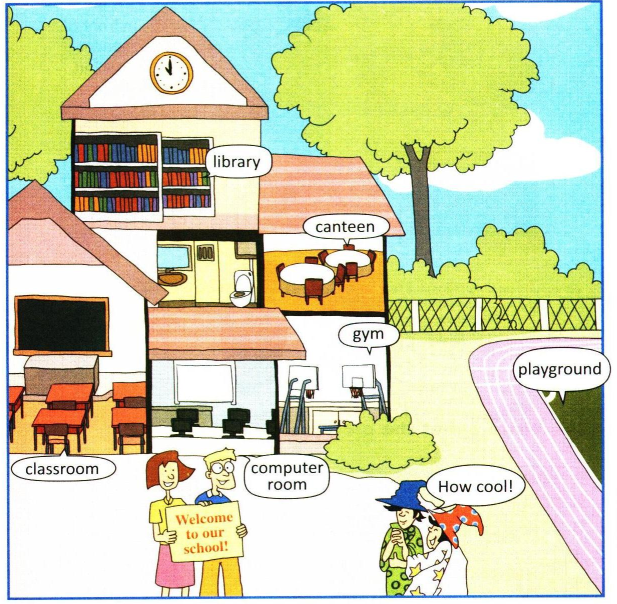 library
canteen
gym
playground
classroom
computer
room
How cool!
Welcome
to our
school!